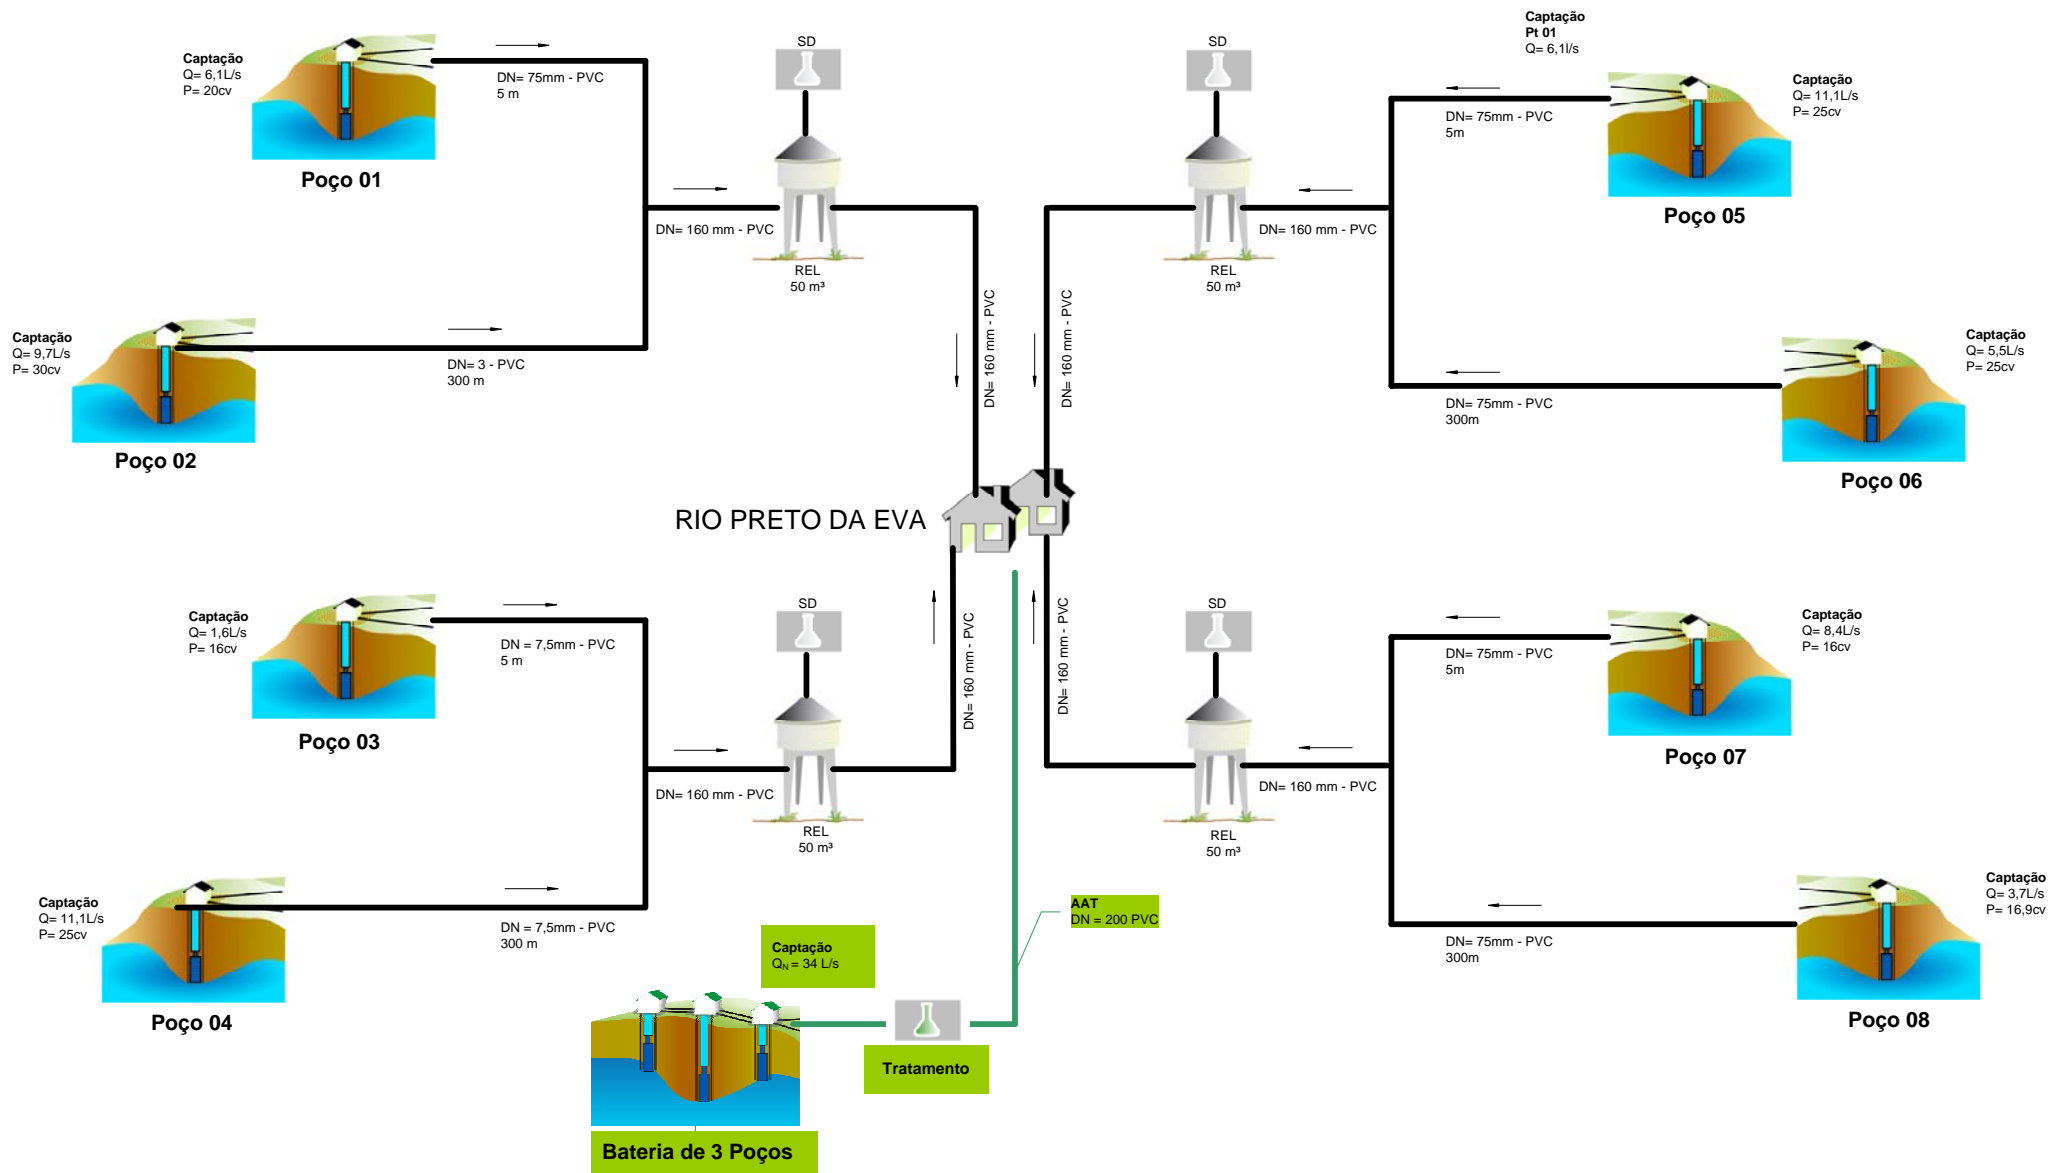 Captação
Q= 6,1L/s
P= 20cv
DN= 75mm - PVC
5 m
Poço 01
SD
DN= 160 mm - PVC
REL
50 m³
Captação
Q= 9,7L/s
P= 30cv
DN= 3 - PVC
300 m
Poço 02
DN= 160 mm - PVC
SD
Captação
Pt 01
Q= 6,1l/s
DN= 75mm - PVC
5m
Captação
Q= 11,1L/s
P= 25cv
Poço 05
DN= 160 mm - PVC
REL
50 m³
DN= 160 mm - PVC
Captação
Q= 5,5L/s
P= 25cv
DN= 75mm - PVC
300m
Poço 06
RIO PRETO DA EVA
Captação
Q= 1,6L/s
P= 16cv
DN = 7,5mm - PVC
5 m
Poço 03
SD
DN= 160 mm - PVC
REL
50 m³
DN= 160 mm - PVC
Captação
Q= 11,1L/s
P= 25cv
DN = 7,5mm - PVC
300 m
Poço 04
SD
DN= 160 mm - PVC
DN= 75mm - PVC
5m
Captação
Q= 8,4L/s
P= 16cv
Poço 07
DN= 160 mm - PVC
REL
50 m³
Captação
Q= 3,7L/s
P= 16,9cv
DN= 75mm - PVC
300m
Poço 08
AAT
DN = 200 PVC
Captação
QN = 34 L/s
Tratamento
Bateria de 3 Poços